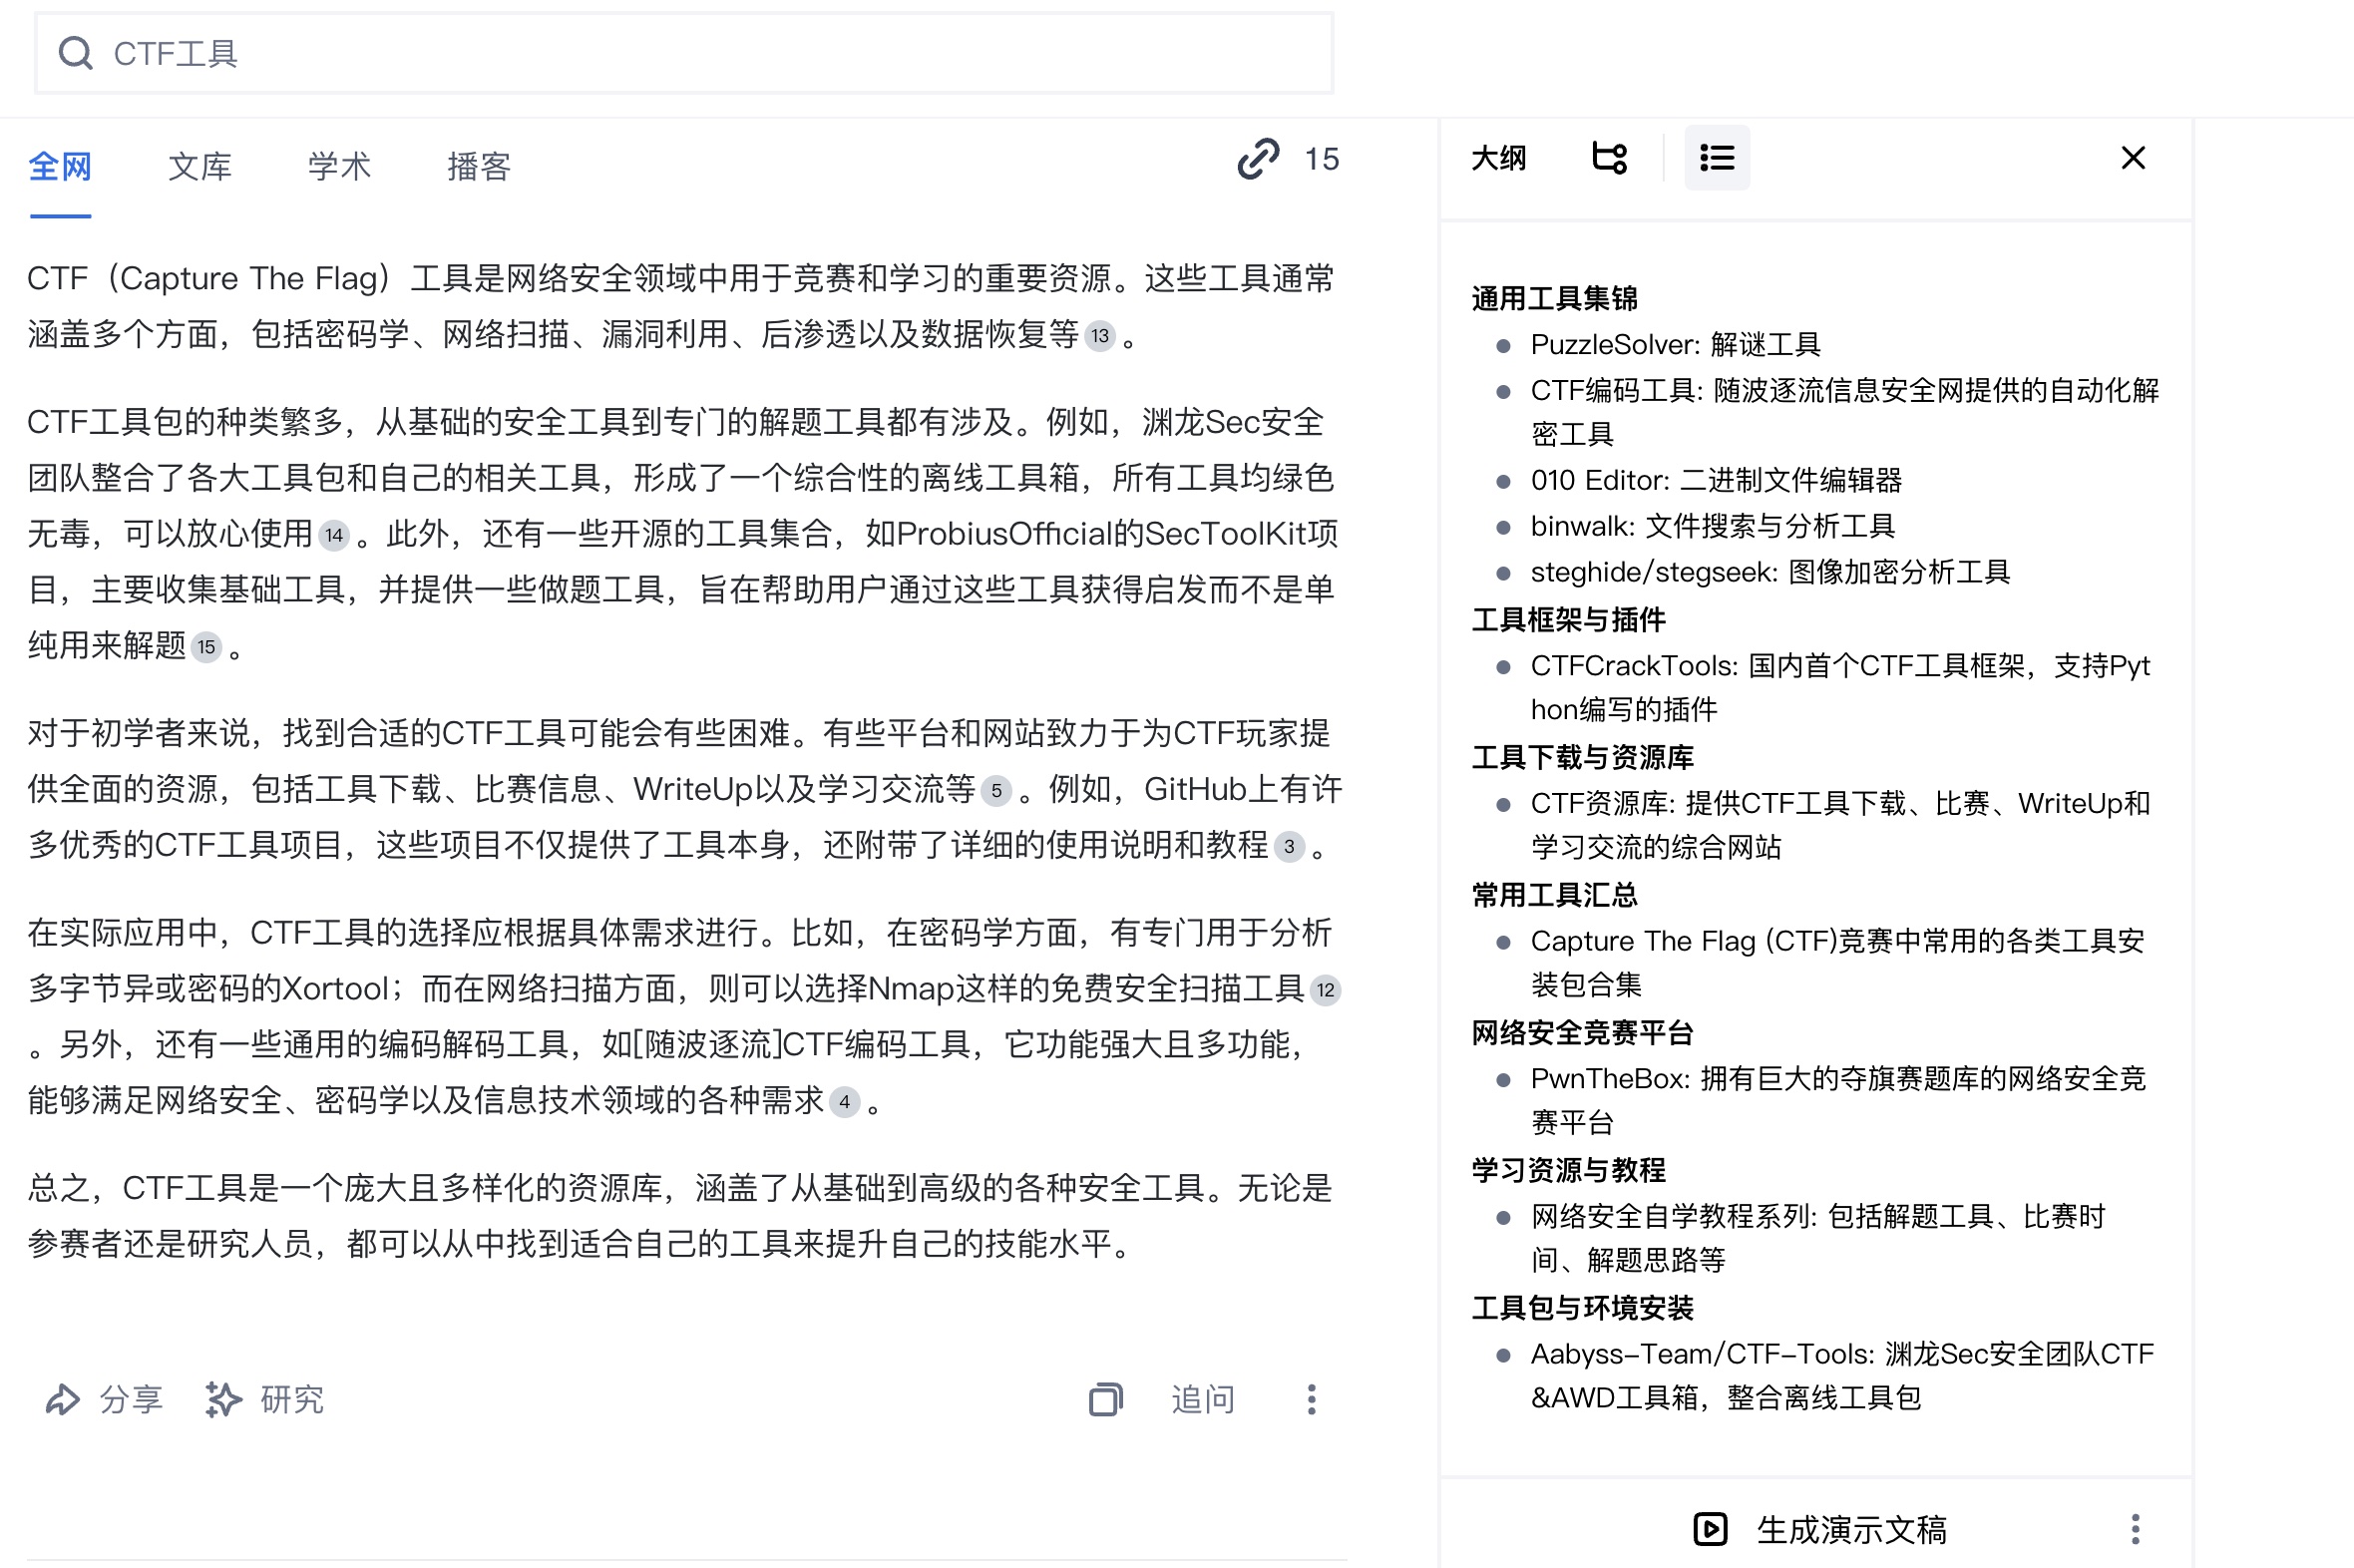 CTF工具
全网
文库
学术
播客
15
CTF（Capture The Flag）工具是网络安全领域中用于竞赛和学习的重要资源。这些工具通常
涵盖多个方面，包括密码学、网络扫描、漏洞利用、后渗透以及数据恢复等13。
CTF工具包的种类繁多，从基础的安全工具到专门的解题工具都有涉及。例如，渊龙Sec安全
团队整合了各大工具包和自己的相关工具，形成了一个综合性的离线工具箱，所有工具均绿色
无毒，可以放心使用14。此外，还有一些开源的工具集合，如ProbiusOfficial的SecToolKit项
目，主要收集基础工具，并提供一些做题工具，旨在帮助用户通过这些工具获得启发而不是单
纯用来解题15。
对于初学者来说，找到合适的CTF工具可能会有些困难。有些平台和网站致力于为CTF玩家提
供全面的资源，包括工具下载、比赛信息、WriteUp以及学习交流等5。例如，GitHub上有许
多优秀的CTF工具项目，这些项目不仅提供了工具本身，还附带了详细的使用说明和教程3。
在实际应用中，CTF工具的选择应根据具体需求进行。比如，在密码学方面，有专门用于分析
多字节异或密码的Xortool；而在网络扫描方面，则可以选择Nmap这样的免费安全扫描工具12
。另外，还有一些通用的编码解码工具，如[随波逐流]CTF编码工具，它功能强大且多功能，
能够满足网络安全、密码学以及信息技术领域的各种需求4。
总之，CTF工具是一个庞大且多样化的资源库，涵盖了从基础到高级的各种安全工具。无论是
参赛者还是研究人员，都可以从中找到适合自己的工具来提升自己的技能水平。
分享
研究
追问
大纲
通用工具集锦
PuzzleSolver: 解谜工具
CTF编码工具: 随波逐流信息安全网提供的自动化解
密工具
010 Editor: 二进制文件编辑器
binwalk: 文件搜索与分析工具
steghide/stegseek: 图像加密分析工具
工具框架与插件
CTFCrackTools: 国内首个CTF工具框架，支持Pyt
hon编写的插件
工具下载与资源库
CTF资源库: 提供CTF工具下载、比赛、WriteUp和
学习交流的综合网站
常用工具汇总
Capture The Flag (CTF)竞赛中常用的各类工具安
装包合集
网络安全竞赛平台
PwnTheBox: 拥有巨大的夺旗赛题库的网络安全竞
赛平台
学习资源与教程
网络安全自学教程系列: 包括解题工具、比赛时
间、解题思路等
工具包与环境安装
Aabyss-Team/CTF-Tools: 渊龙Sec安全团队CTF
&AWD工具箱，整合离线工具包
生成演示文稿